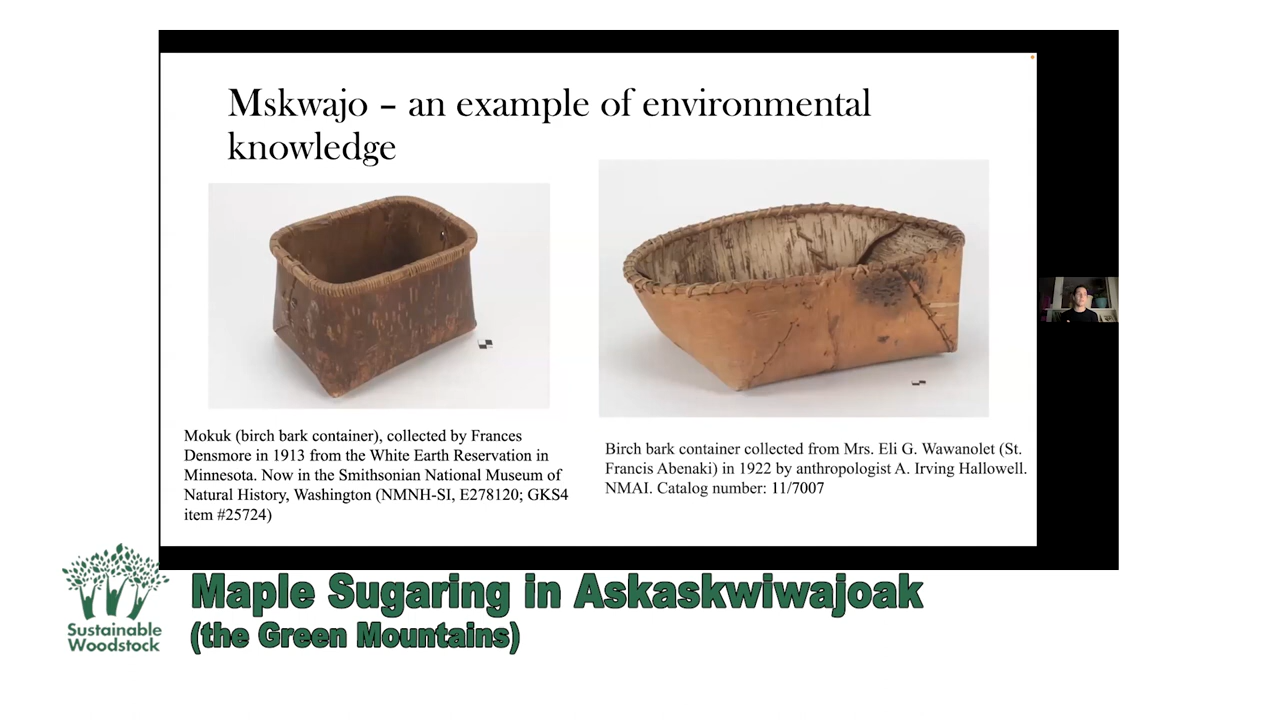 Mskwajo – an example of environmental
knowledge
Mokuk (birch bark container), collected by Frances
Densmore in 1913 from the White Earth Reservation in
Minnesota. Now in the Smithsonian National Museum of
Natural History, Washington (NMNH-SI, E278120; GKS4
item #25724)
Birch bark container collected from Mrs. Eli G. Wawanolet (St.
Francis Abenaki) in 1922 by anthropologist A. Irving Hallowell.
NMAI. Catalog number: 11/7007
Sustainable
Woodstock
Maple Sugaring in Askaskwiwajoak
(the Green Mountains)